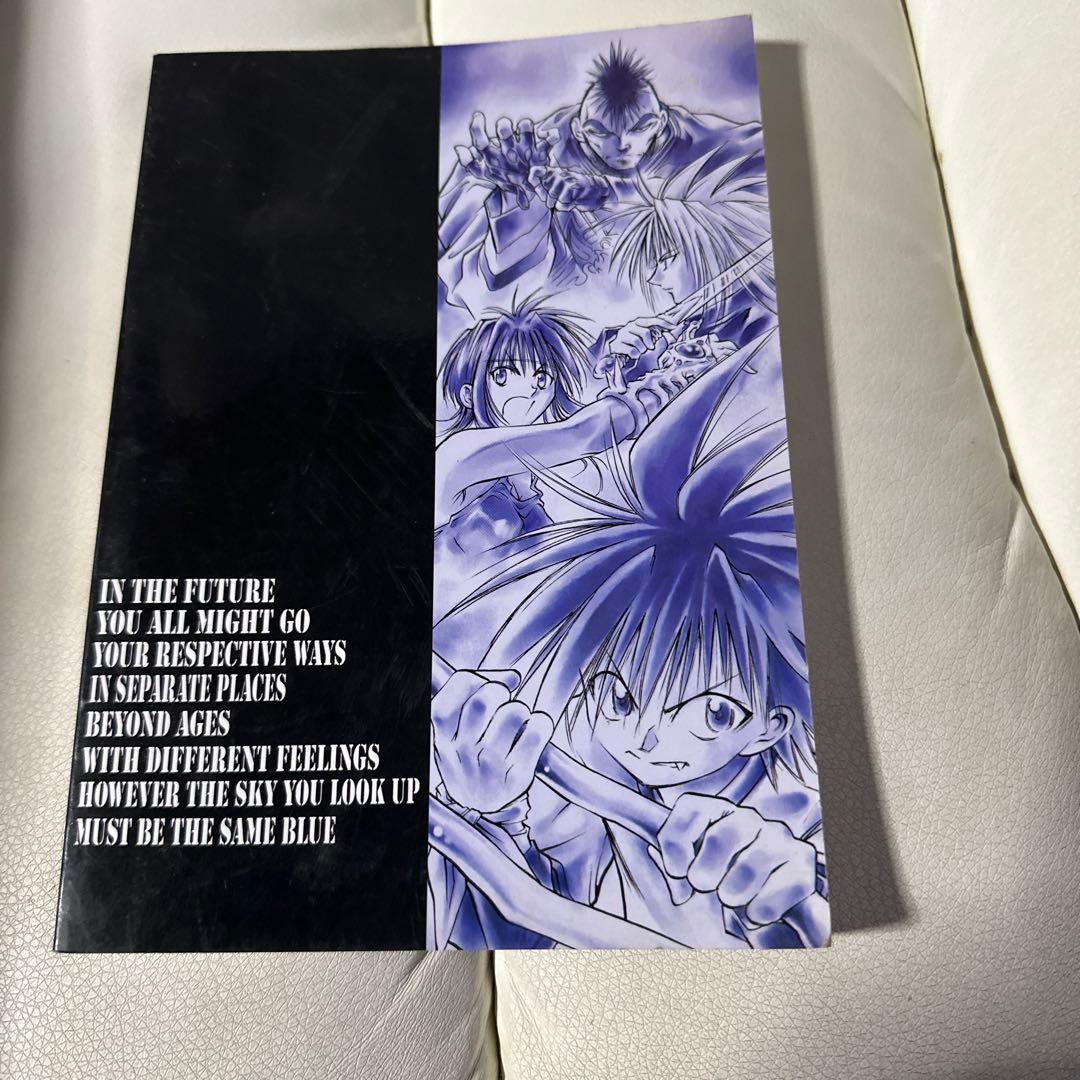 IN THE FUTURE
YOU ALL MIGHT GO
YOUR RESPECTIVE WAYS
IN SEPARATE PLACES
BEYOND AGES
WITH DIFFERENT FEELINGS
HOWEVER THE SKY YOU LOOK UP
MUST BE THE SAME BLUE